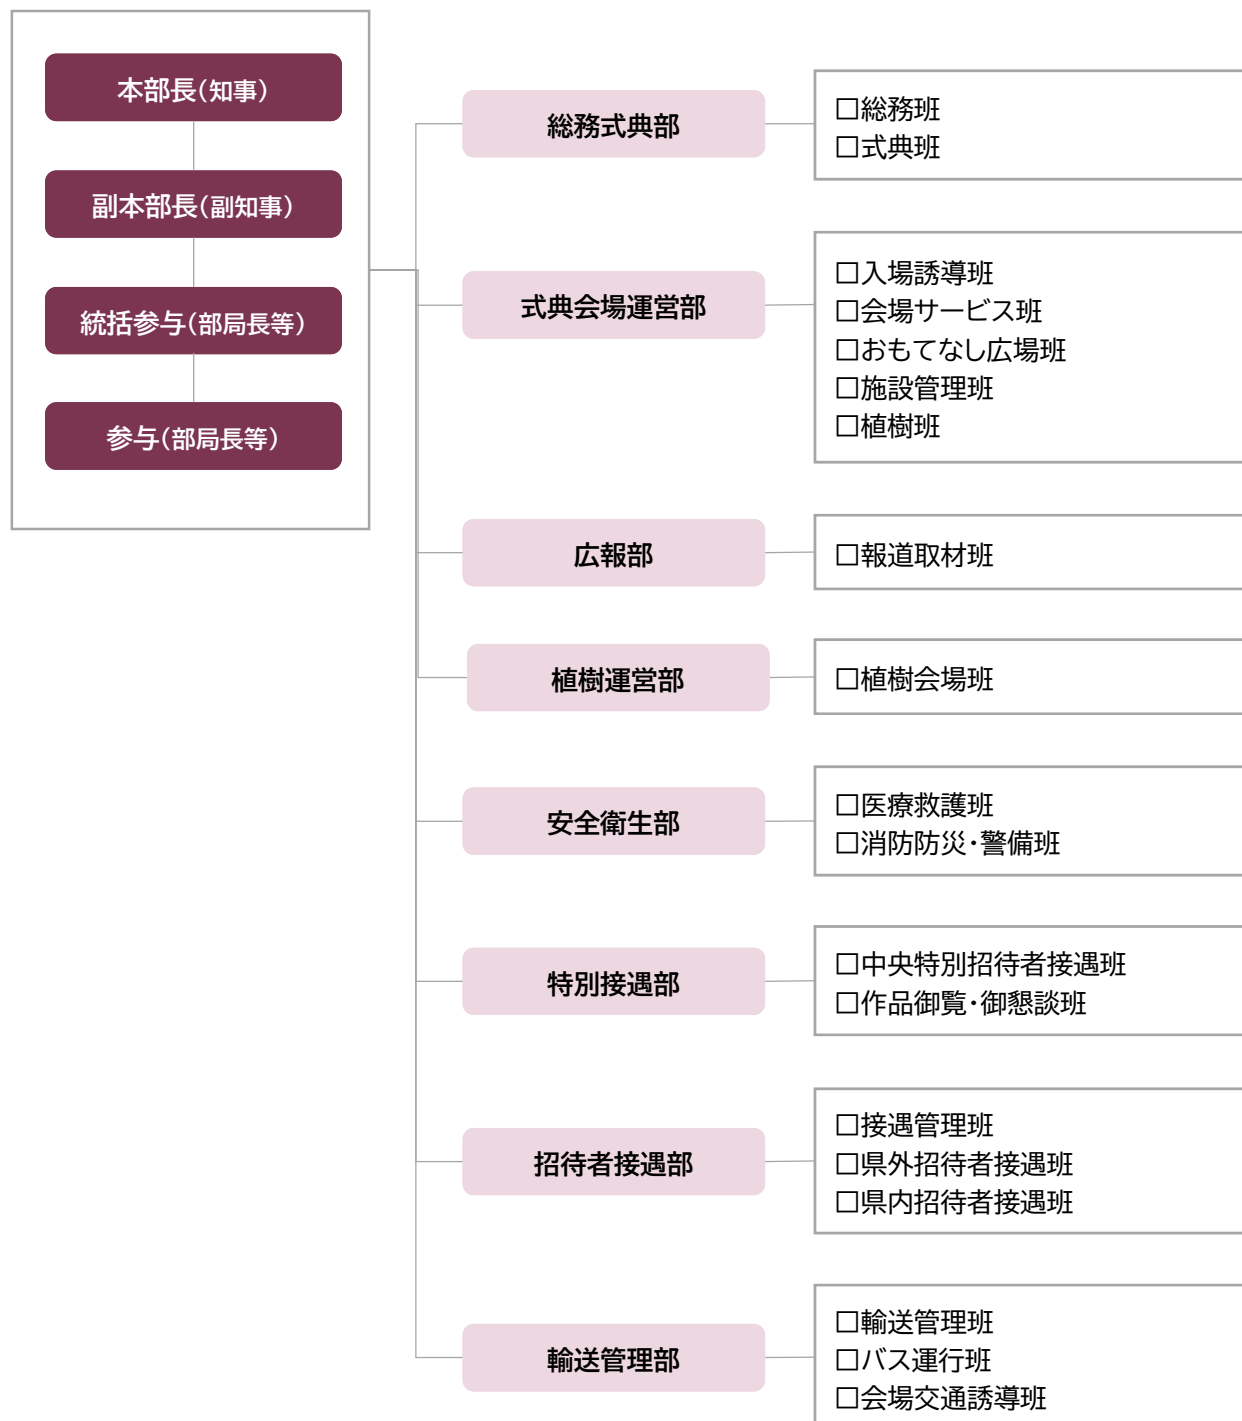 本部長(知事)
副本部長(副知事)
統括参与(部局長等)
参与(部局長等)
総務式典部
□総務班
□式典班
式典会場運営部
□入場誘導班
□会場サービス班
□おもてなし広場班
□施設管理班
□植樹班
広報部
□報道取材班
植樹運営部
□植樹会場班
安全衛生部
□医療救護班
□消防防災・警備班
特別接遇部
□中央特別招待者接遇班
□作品御覧・御懇談班
招待者接遇部
□接遇管理班
□県外招待者接遇班
□県内招待者接遇班
輸送管理部
□輸送管理班
□バス運行班
□会場交通誘導班